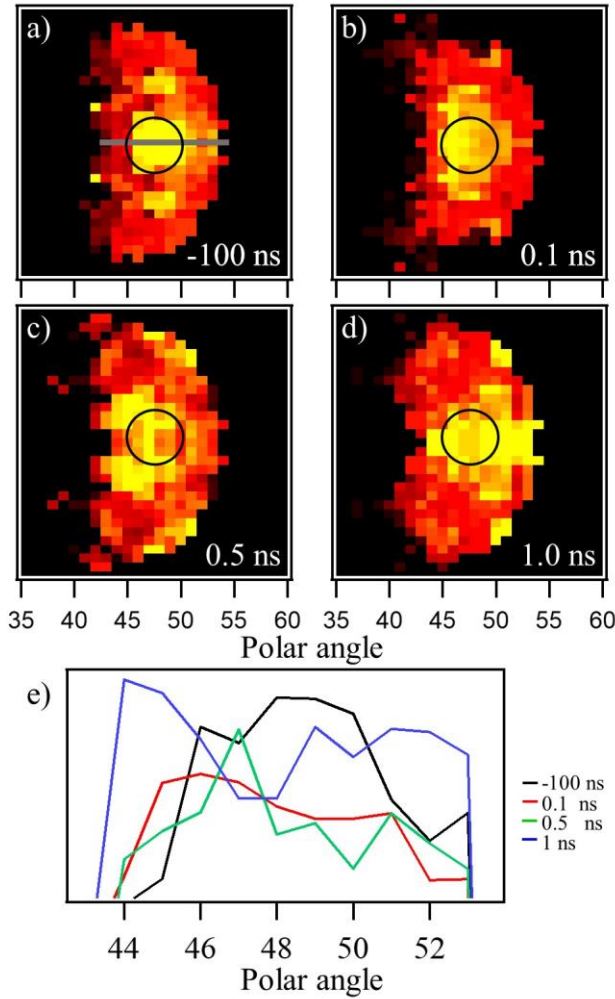 a)
b)
-100 ns
0.1 ns
c)
d)
0.5 ns
1.0 ns
35 40 45 50 55 60 35 40 45 50 55 60
Polar angle
e)
-100 ns
0.1 ns
0.5 ns
1 ns
44 46 48 50 52
Polar angle